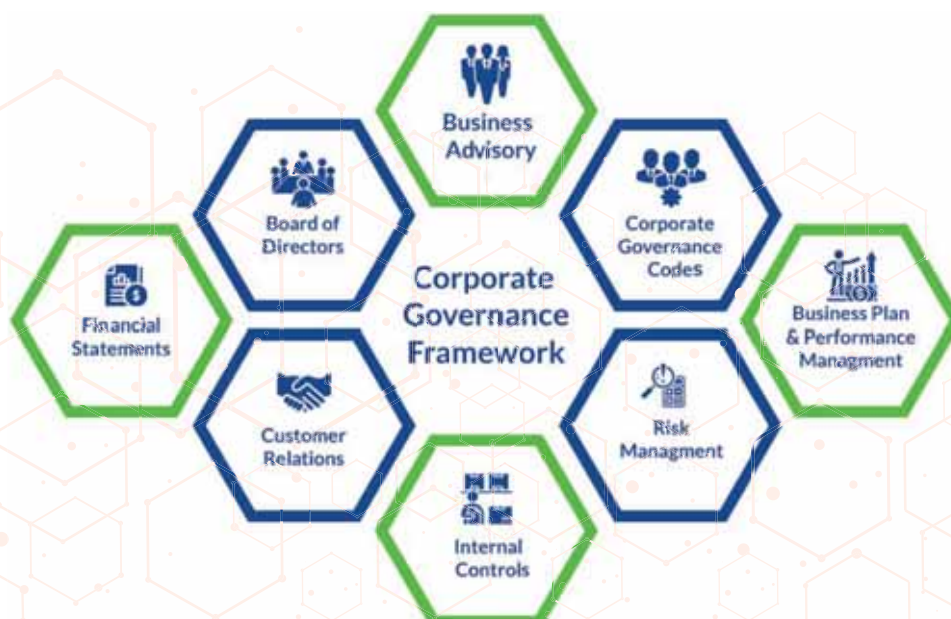 Business
Advisory
Board of
Directors
Corporate
Governance
Codes
Financial
Statements
Corporate
Governance
Framework
Business Plan
& Performance
Managment
Customer
Relations
Risk
Managment
Internal
Controls